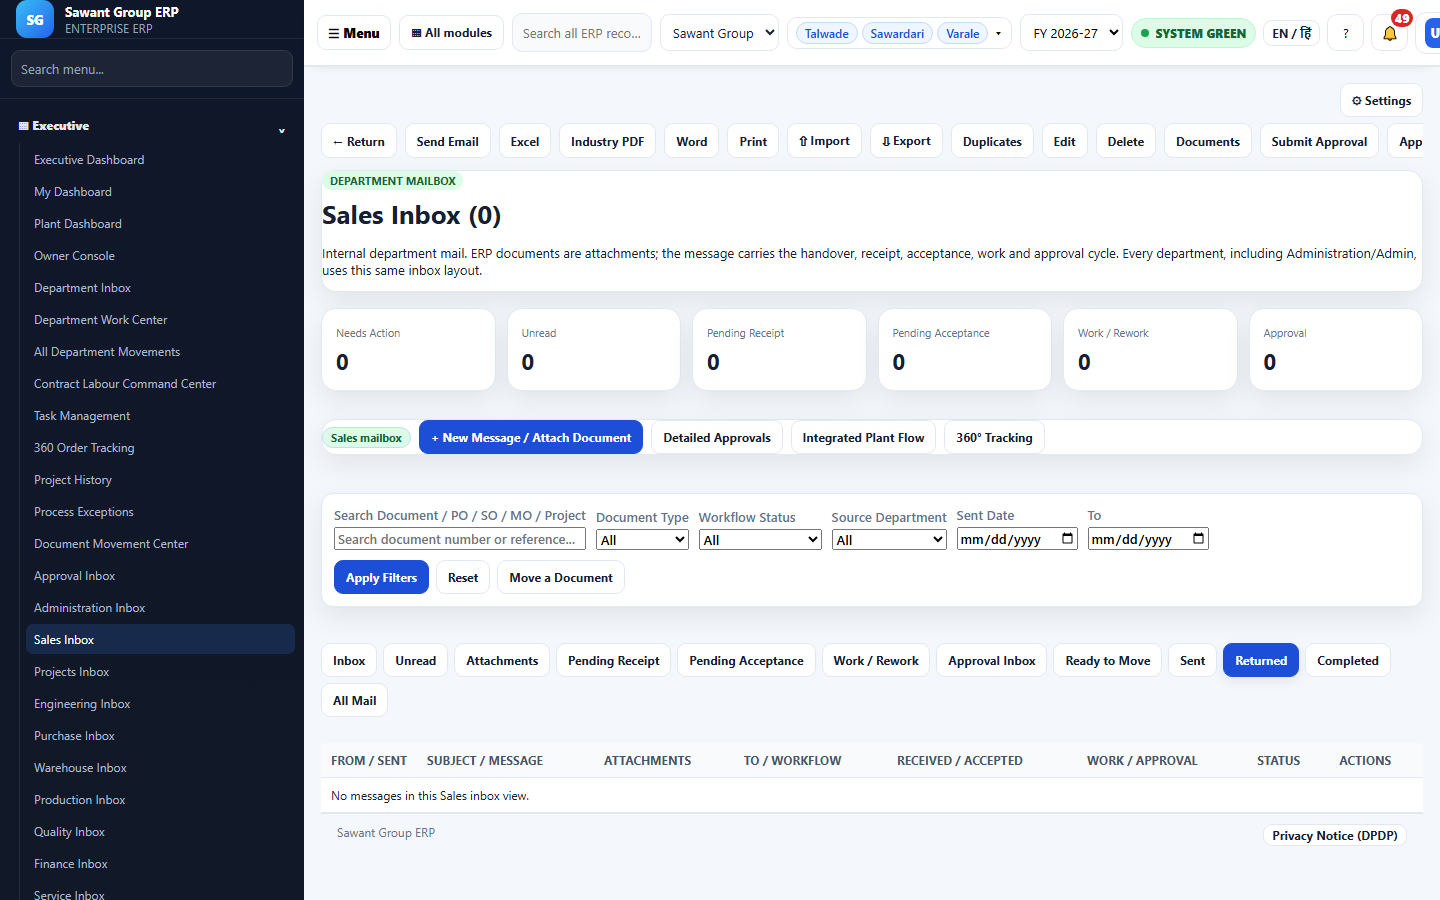 SG
Sawant Group ERP
ENTERPRISE ERP
Search menu...
Executive
Executive Dashboard
My Dashboard
Plant Dashboard
Owner Console
Department Inbox
Department Work Center
All Department Movements
Contract Labour Command Center
Task Management
360 Order Tracking
Project History
Process Exceptions
Document Movement Center
Approval Inbox
Administration Inbox
Sales Inbox
Projects Inbox
Engineering Inbox
Purchase Inbox
Warehouse Inbox
Production Inbox
Quality Inbox
Finance Inbox
Service Inbox
☰ Menu
All modules
Search all ERP reco...
Sawant Group
Talwade
Sawardari
Varale
FY 2026-27
SYSTEM GREEN
EN / हिं
?
49
U
⚙ Settings
← Return
Send Email
Excel
Industry PDF
Word
Print
⇧ Import
⇩ Export
Duplicates
Edit
Delete
Documents
Submit Approval
App
DEPARTMENT MAILBOX
Sales Inbox (0)
Internal department mail. ERP documents are attachments; the message carries the handover, receipt, acceptance, work and approval cycle. Every department, including Administration/Admin,
uses this same inbox layout.
Needs Action
0
Unread
0
Pending Receipt
0
Pending Acceptance
0
Work / Rework
0
Approval
0
Sales mailbox
+ New Message / Attach Document
Detailed Approvals
Integrated Plant Flow
360° Tracking
Search Document / PO / SO / MO / Project
Search document number or reference...
Document Type
All
Workflow Status
All
Source Department
All
Sent Date
mm/dd/yyyy
To
mm/dd/yyyy
Apply Filters
Reset
Move a Document
Inbox
Unread
Attachments
Pending Receipt
Pending Acceptance
Work / Rework
Approval Inbox
Ready to Move
Sent
Returned
Completed
All Mail
FROM / SENT
SUBJECT / MESSAGE
ATTACHMENTS
TO / WORKFLOW
RECEIVED / ACCEPTED
WORK / APPROVAL
STATUS
ACTIONS
No messages in this Sales inbox view.
Sawant Group ERP
Privacy Notice (DPDP)